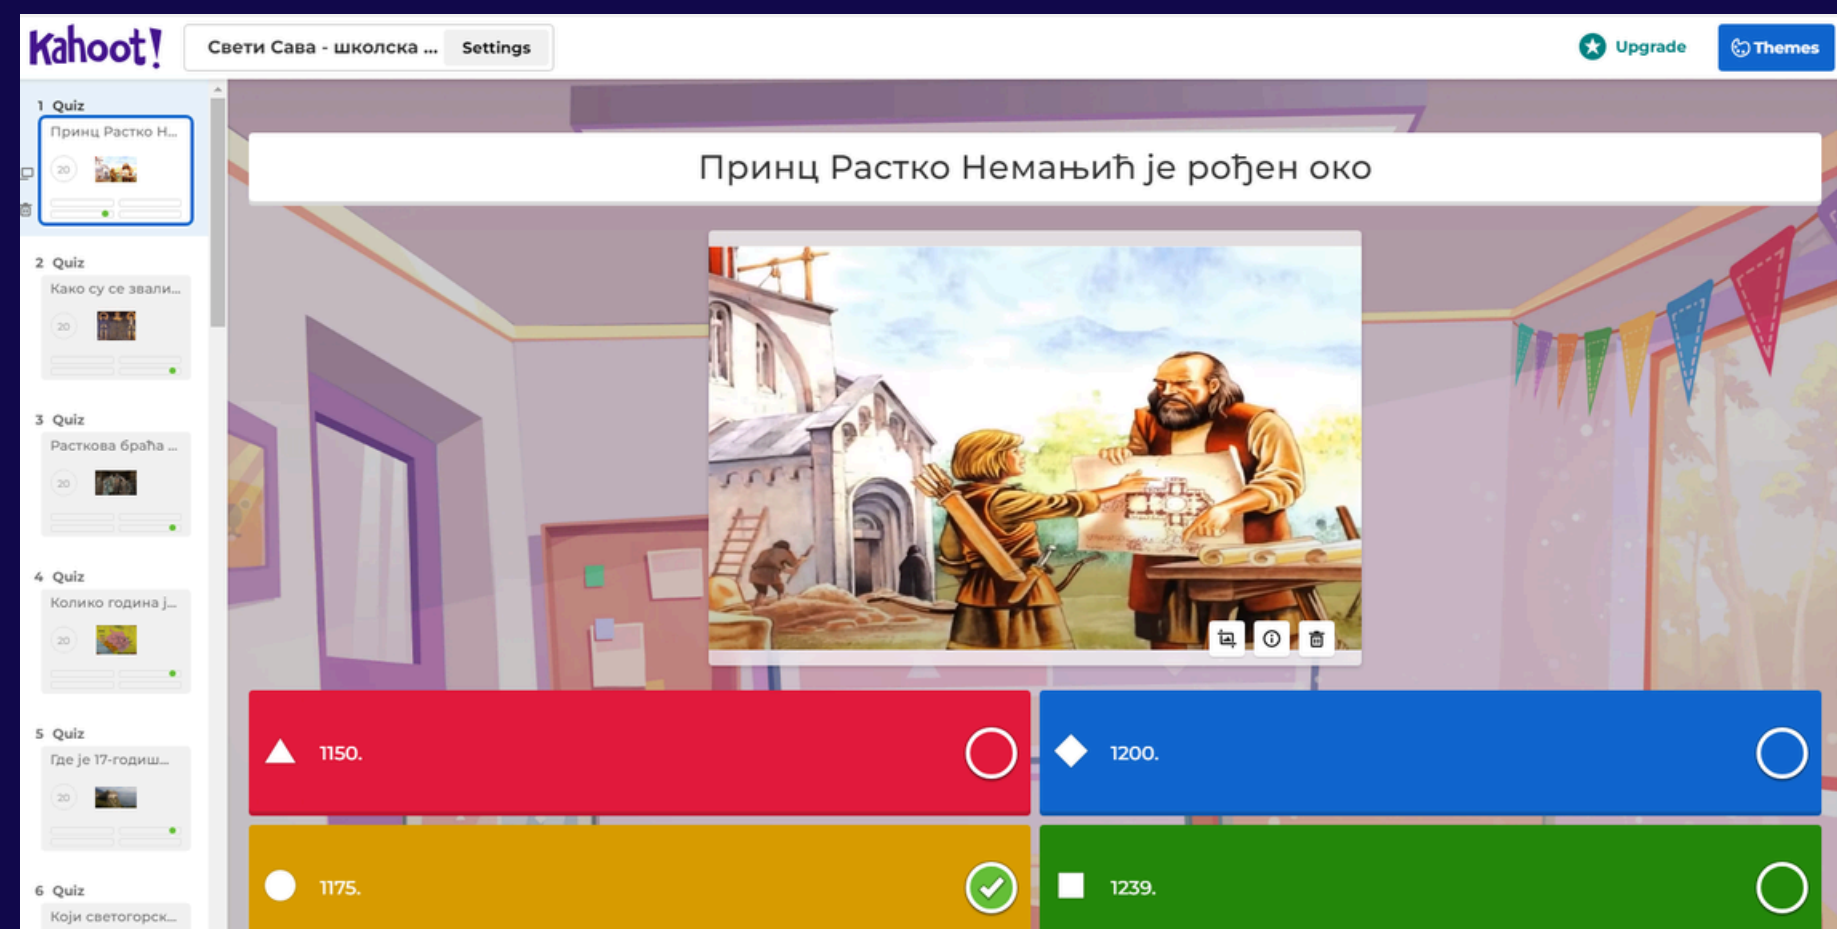 Kahoot!
Свети Сава - школска ...
Settings
Upgrade
Themes
1 Quiz
Принц Растко Н...
20
2 Quiz
Како су се звали...
20
3 Quiz
Расткова браћа ...
20
4 Quiz
Колико година ј...
20
5 Quiz
Где је 17-годиш...
20
6 Quiz
Који светогорск...
Принц Растко Немањић је рођен око
1150.
1200.
1175.
1239.